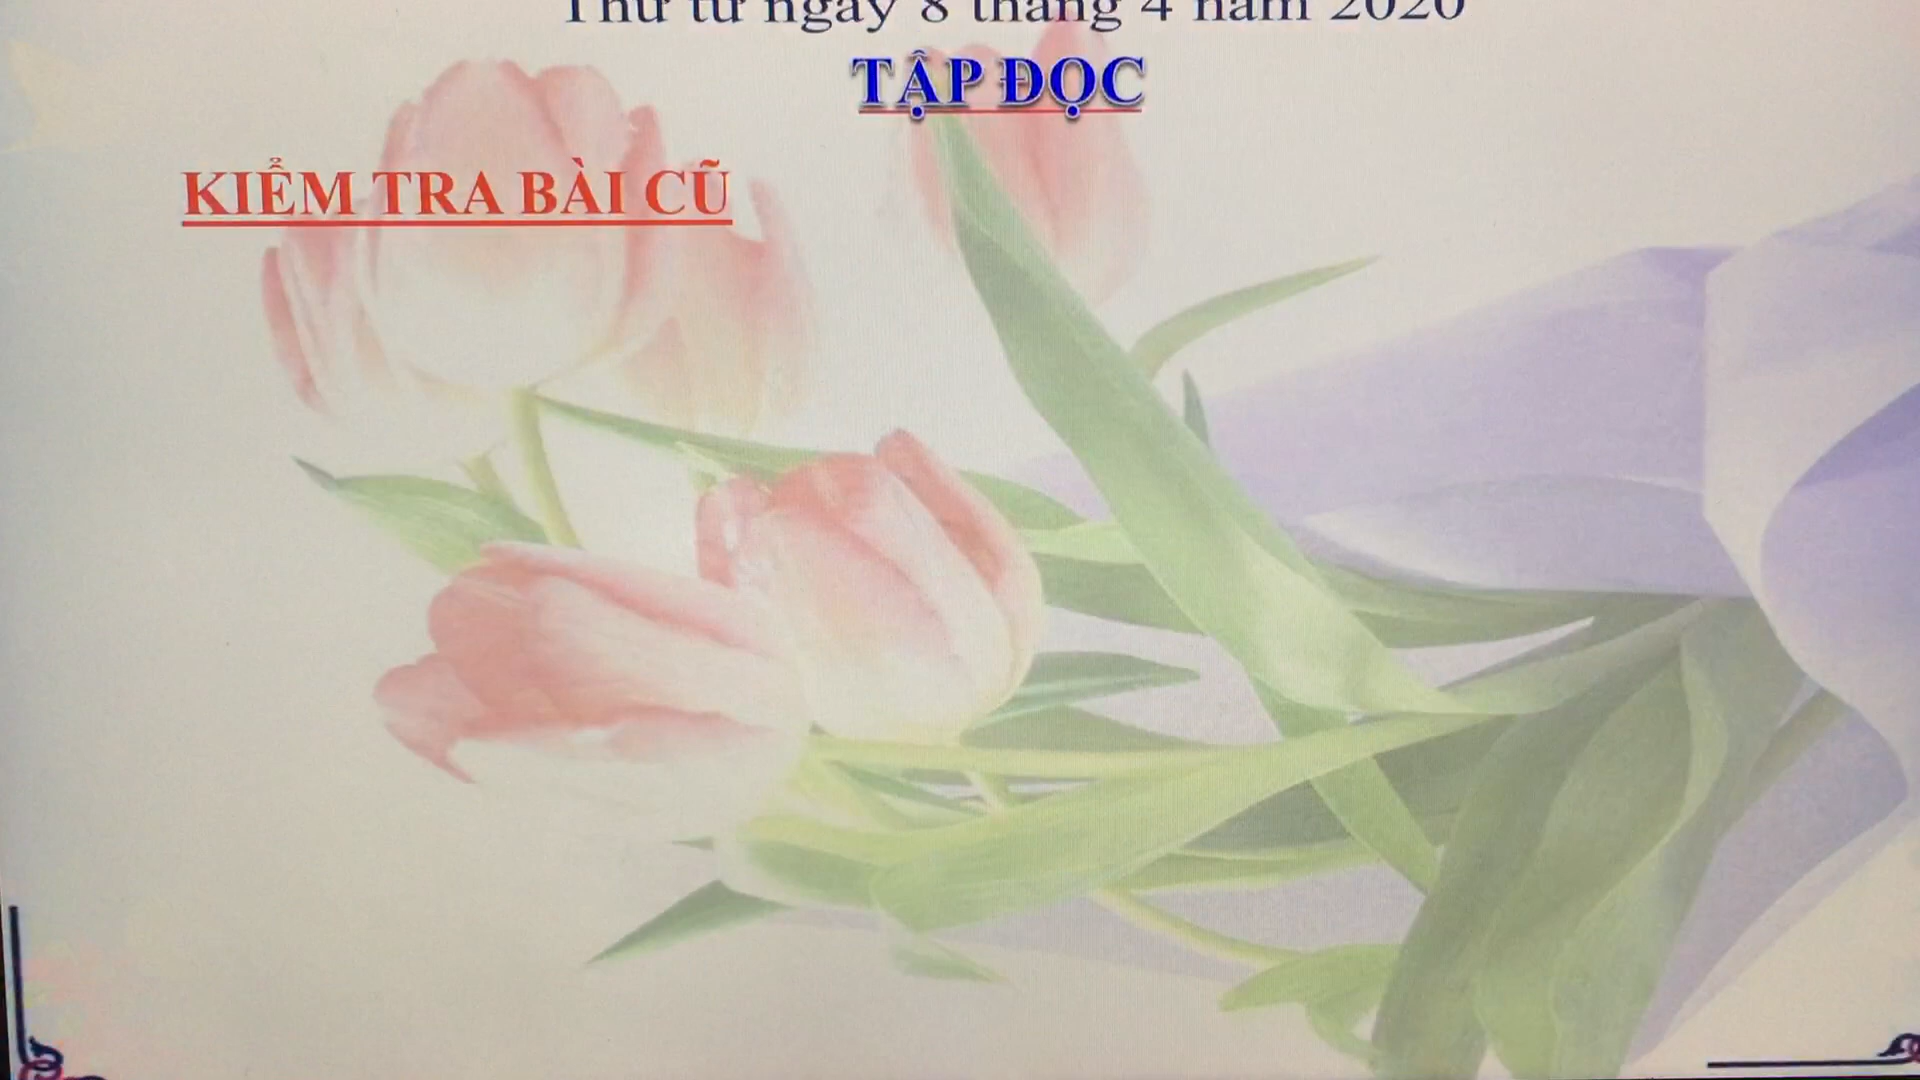 Thứ tư ngày 8 tháng 4 năm 2020
TẬP ĐỌC
KIỂM TRA BÀI CŨ